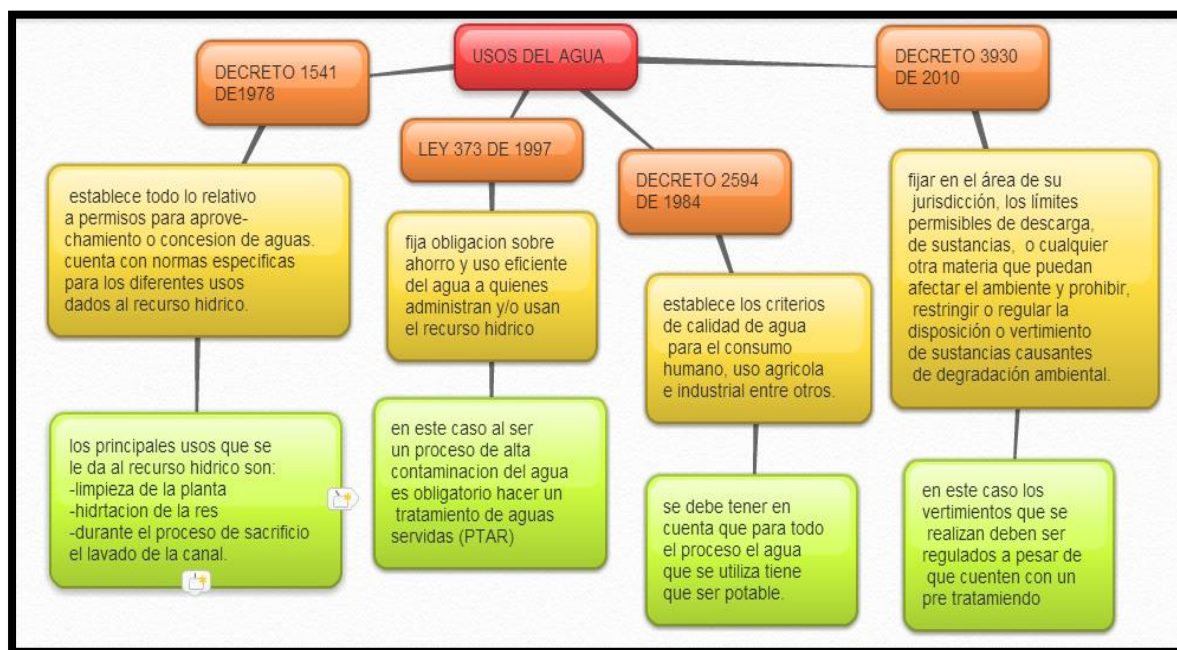 USOS DEL AGUA
DECRETO 1541
DE1978
establece todo lo relativo
a permisos para aprove-
chamiento o concesion de aguas.
cuenta con normas especificas
para los diferentes usos
dados al recurso hidrico.
los principales usos que se
le da al recurso hidrico son:
-limpieza de la planta
-hidrtacion de la res
-durante el proceso de sacrificio
el lavado de la canal.
LEY 373 DE 1997
fija obligacion sobre
ahorro y uso eficiente
del agua a quienes
administran y/o usan
el recurso hidrico
en este caso al ser
un proceso de alta
contaminacion del agua
es obligatorio hacer un
tratamiento de aguas
servidas (PTAR)
DECRETO 2594
DE 1984
establece los criterios
de calidad de agua
para el consumo
humano, uso agricola
e industrial entre otros.
se debe tener en
cuenta que para todo
el proceso el agua
que se utiliza tiene
que ser potable.
DECRETO 3930
DE 2010
fijar en el área de su
jurisdicción, los límites
permisibles de descarga,
de sustancias, o cualquier
otra materia que puedan
afectar el ambiente y prohibir,
restringir o regular la
disposición o vertimiento
de sustancias causantes
de degradación ambiental.
en este caso los
vertimientos que se
realizan deben ser
regulados a pesar de
que cuenten con un
pre tratamiendo